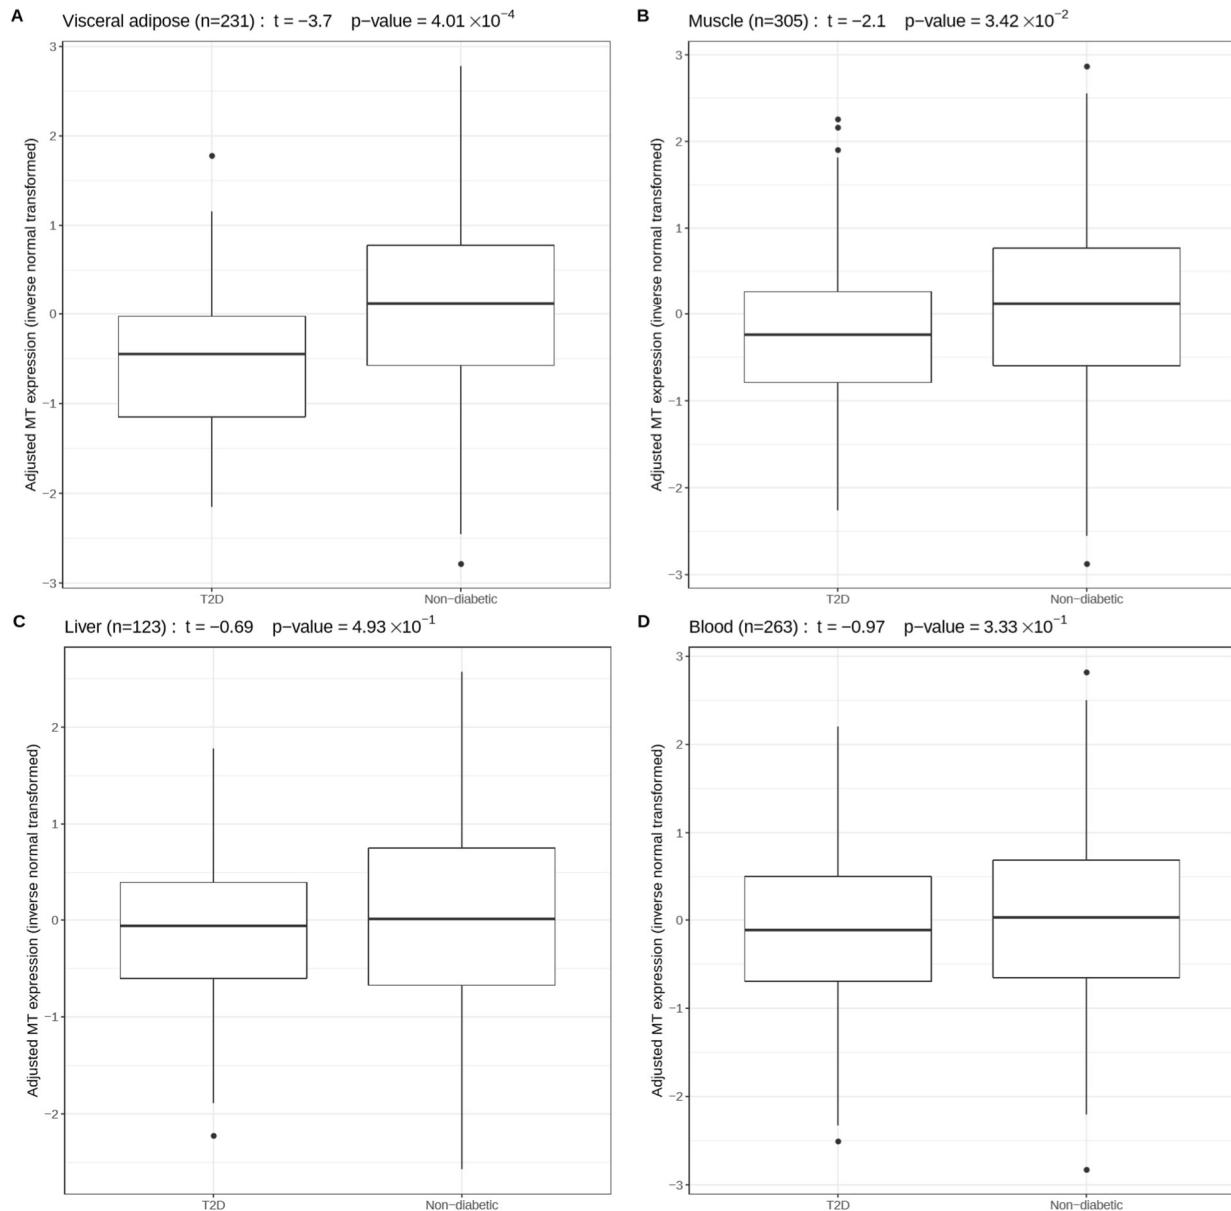 A Visceral adipose (n=231) : t = −3.7 p−value = 4.01 ×10⁻⁴
Adjusted MT expression (inverse normal transformed)
3
2
1
0
−1
−2
−3
T2D Non−diabetic
B Muscle (n=305) : t = −2.1 p−value = 3.42 ×10⁻²
Adjusted MT expression (inverse normal transformed)
3
2
1
0
−1
−2
−3
T2D Non−diabetic
C Liver (n=123) : t = −0.69 p−value = 4.93 ×10⁻¹
Adjusted MT expression (inverse normal transformed)
2
1
0
−1
−2
T2D Non−diabetic
D Blood (n=263) : t = −0.97 p−value = 3.33 ×10⁻¹
Adjusted MT expression (inverse normal transformed)
3
2
1
0
−1
−2
−3
T2D Non−diabetic